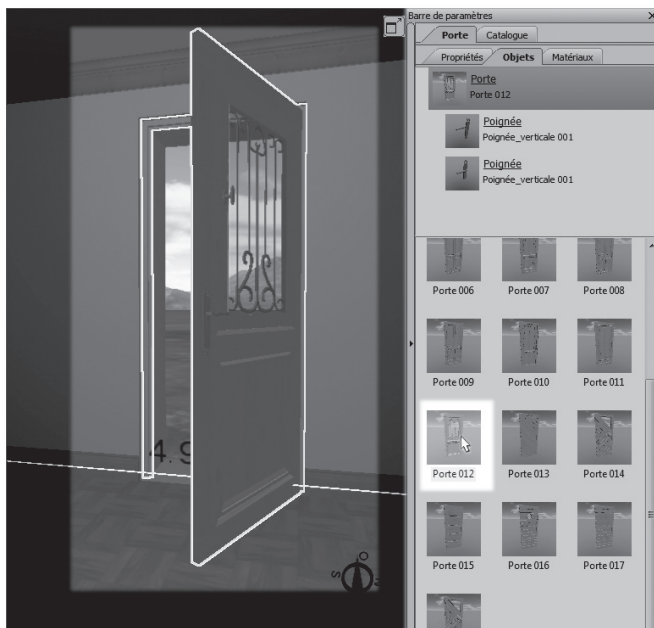 Barre de paramètres
Porte Catalogue
Propriétés Objets Matériaux
Porte
Porte 012
Poignée
Poignée_verticale 001
Poignée
Poignée_verticale 001
Porte 006 Porte 007 Porte 008
Porte 009 Porte 010 Porte 011
Porte 012 Porte 013 Porte 014
Porte 015 Porte 016 Porte 017
4.9
S O